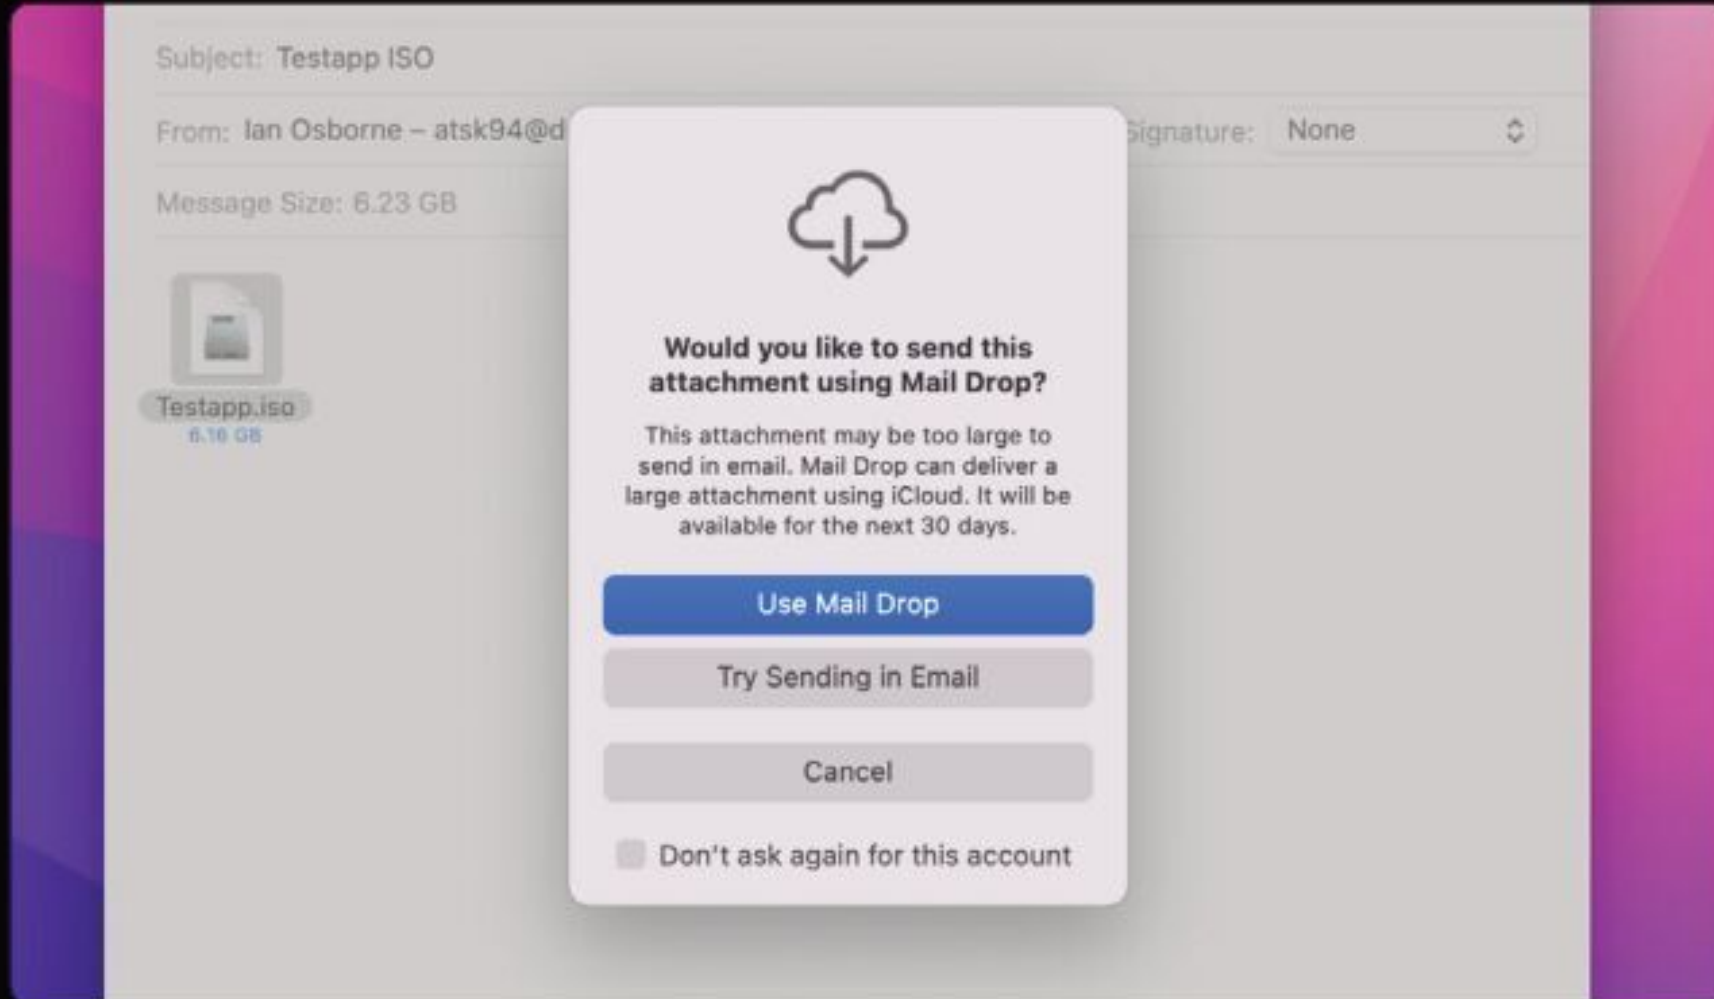 Subject: Testapp ISO
From: Ian Osborne – atsk94@d
Signature: None
Message Size: 6.23 GB
Testapp.iso
6.16 GB
Would you like to send this
attachment using Mail Drop?
This attachment may be too large to
send in email. Mail Drop can deliver a
large attachment using iCloud. It will be
available for the next 30 days.
Use Mail Drop
Try Sending in Email
Cancel
Don't ask again for this account